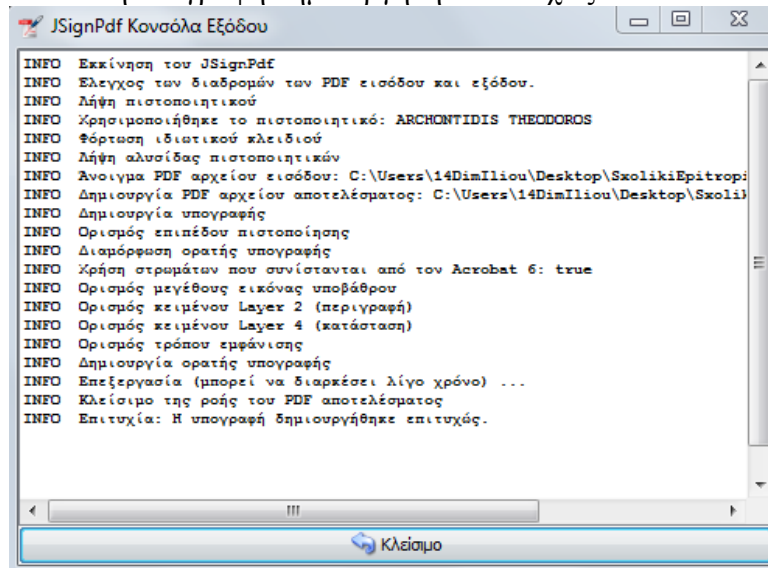 JSignPdf Κονσόλα Εξόδου
INFO Εκκίνηση του JSignPdf
INFO Έλεγχος των διαδρομών των PDF εισόδου και εξόδου.
INFO Λήψη πιστοποιητικού
INFO Χρησιμοποιήθηκε το πιστοποιητικό: ARCHONTIDIS THEODOROS
INFO Φόρτωση ιδιωτικού κλειδιού
INFO Λήψη αλυσίδας πιστοποιητικών
INFO Άνοιγμα PDF αρχείου εισόδου: C:\Users\14DimIliou\Desktop\SxolikiEpitropi
INFO Δημιουργία PDF αρχείου αποτελέσματος: C:\Users\14DimIliou\Desktop\Sxolik
INFO Δημιουργία υπογραφής
INFO Ορισμός επιπέδου πιστοποίησης
INFO Διαμόρφωση ορατής υπογραφής
INFO Χρήση στρωμάτων που συνίστανται από τον Acrobat 6: true
INFO Ορισμός μεγέθους εικόνας υποβάθρου
INFO Ορισμός κειμένου Layer 2 (περιγραφή)
INFO Ορισμός κειμένου Layer 4 (κατάσταση)
INFO Ορισμός τρόπου εμφάνισης
INFO Δημιουργία ορατής υπογραφής
INFO Επεξεργασία (μπορεί να διαρκέσει λίγο χρόνο) ...
INFO Κλείσιμο της ροής του PDF αποτελέσματος
INFO Επιτυχία: Η υπογραφή δημιουργήθηκε επιτυχώς.
Κλείσιμο